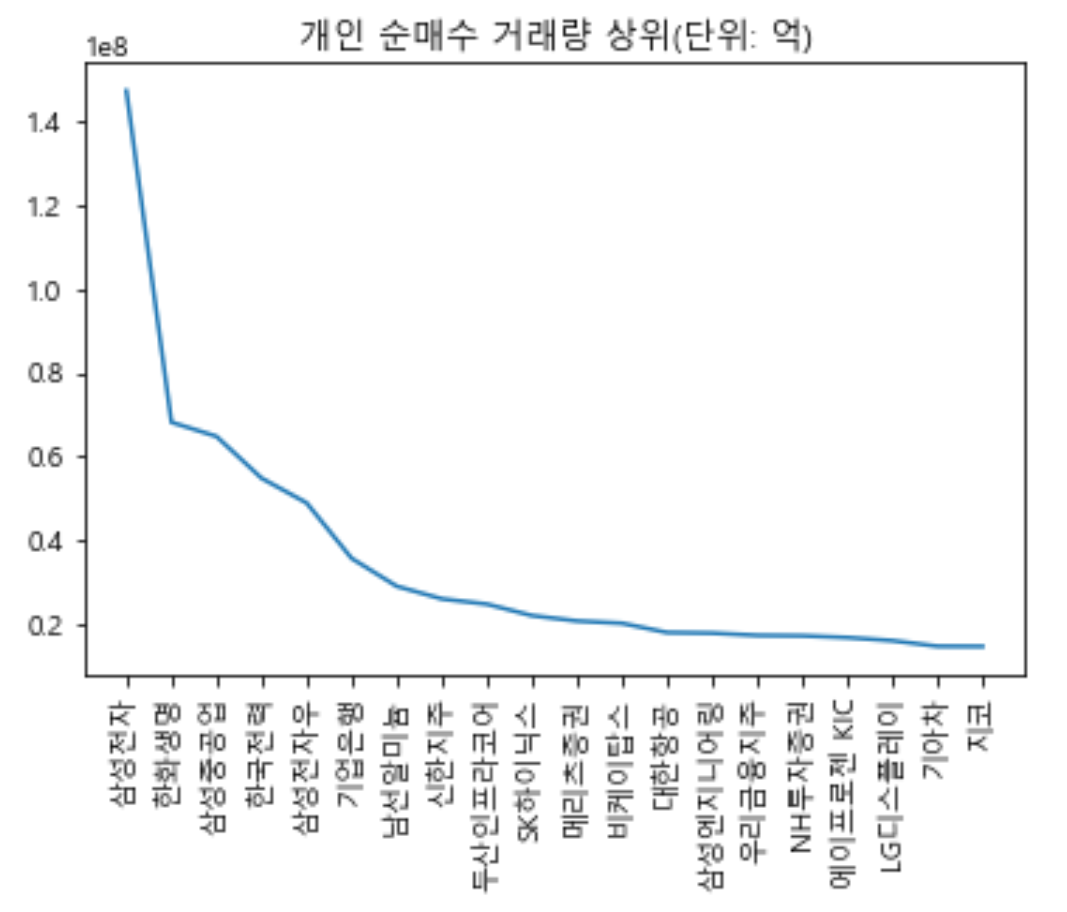 개인 순매수 거래량 상위(단위: 억)
1e8
1.4
1.2
1.0
0.8
0.6
0.4
0.2
삼성전자
한화생명
삼성중공업
한국전력
삼성전자우
기업은행
남선알미늄
신한지주
두산인프라코어
SK하이닉스
메리츠증권
비케이탑스
대한항공
삼성엔지니어링
우리금융지주
NH투자증권
에이프로젠 KIC
LG디스플레이
기아차
지코